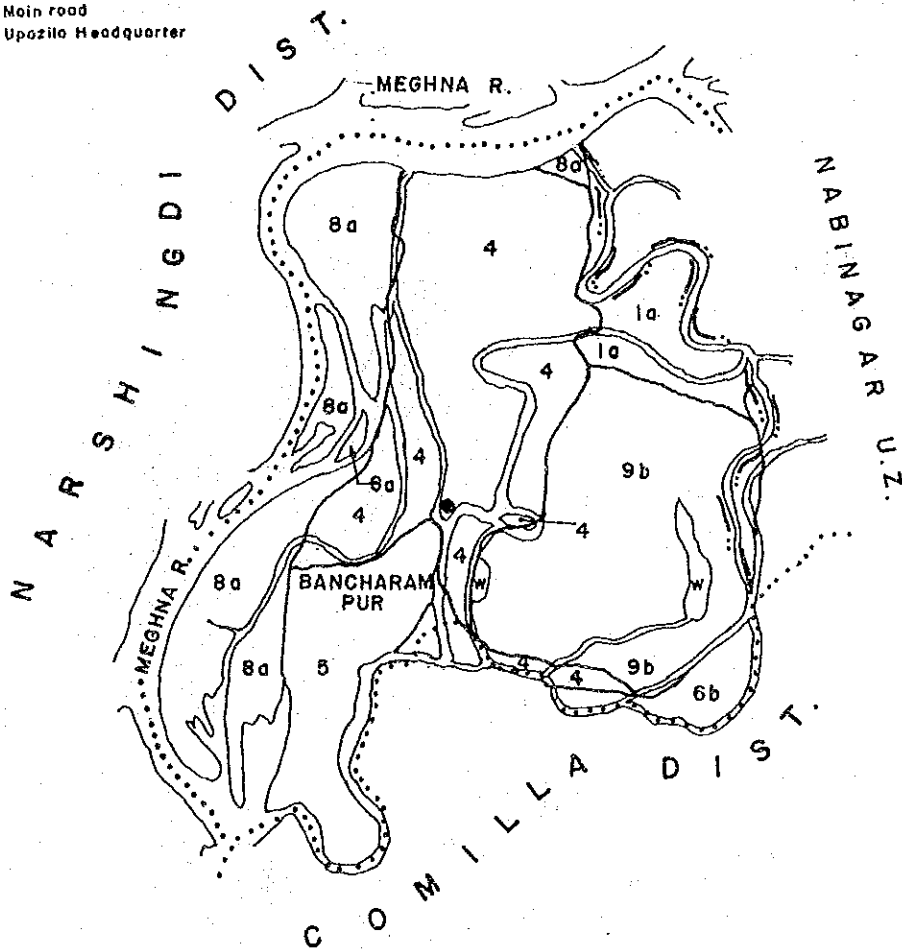 Main road
Upazila Headquarter
NARSHINGDI DIST.
MEGHNA R.
8a
8a
4
NABINAGAR U.Z.
1a
1a
4
8a
4
9b
8a
4
4
4
8a
BANCHARAM
PUR
W
W
MEGHNA R.
8a
5
4
4
9b
6b
COMILLA DIST.